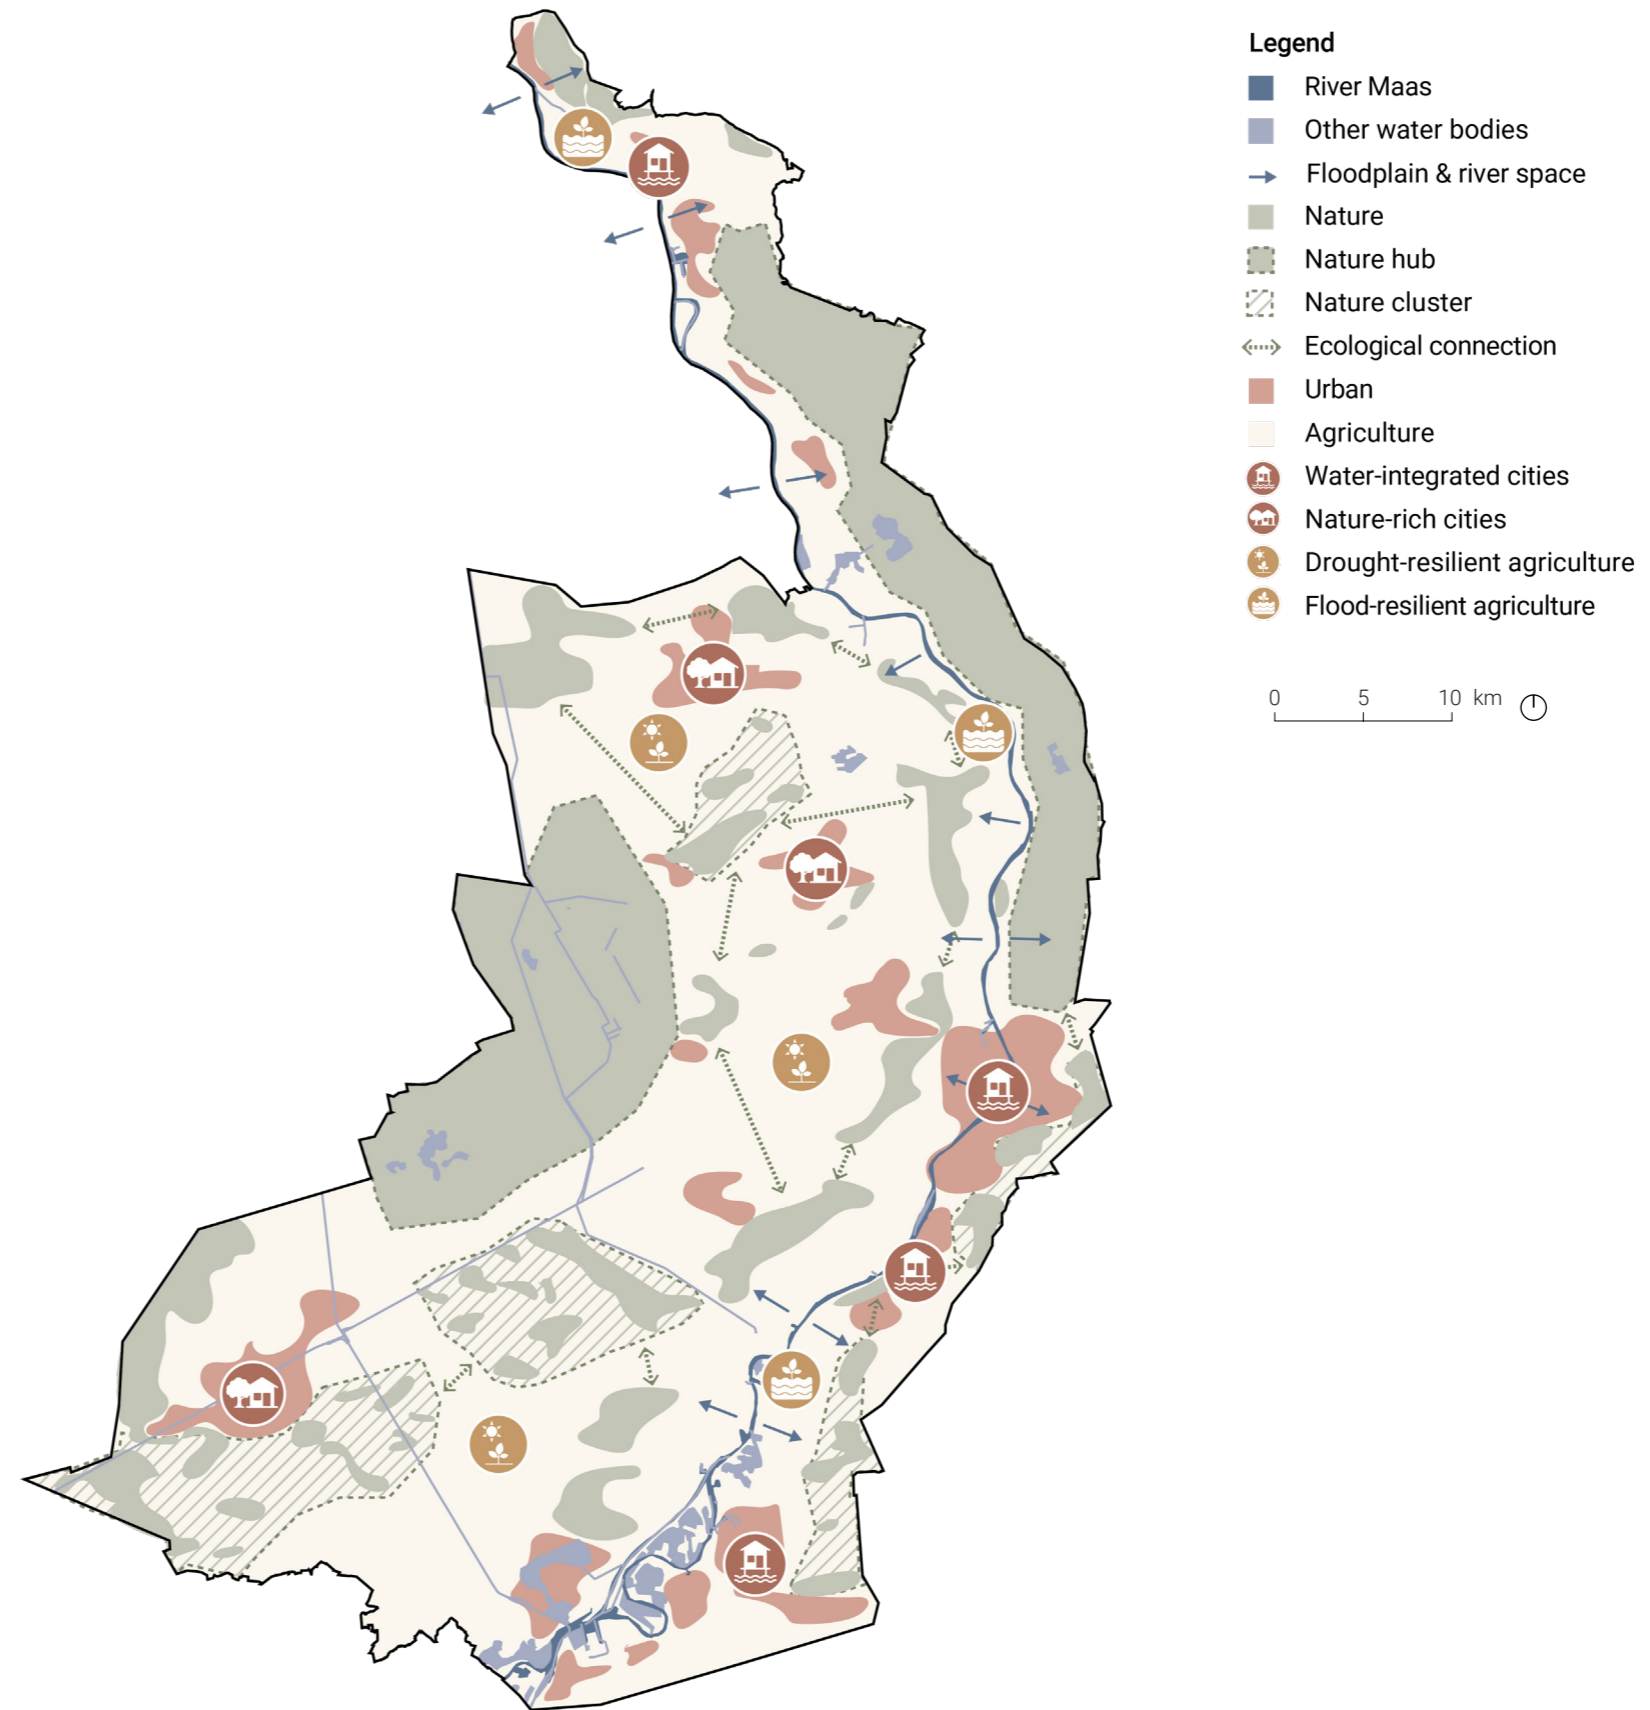 Legend
River Maas
Other water bodies
Floodplain & river space
Nature
Nature hub
Nature cluster
Ecological connection
Urban
Agriculture
Water-integrated cities
Nature-rich cities
Drought-resilient agriculture
Flood-resilient agriculture
0 5 10 km